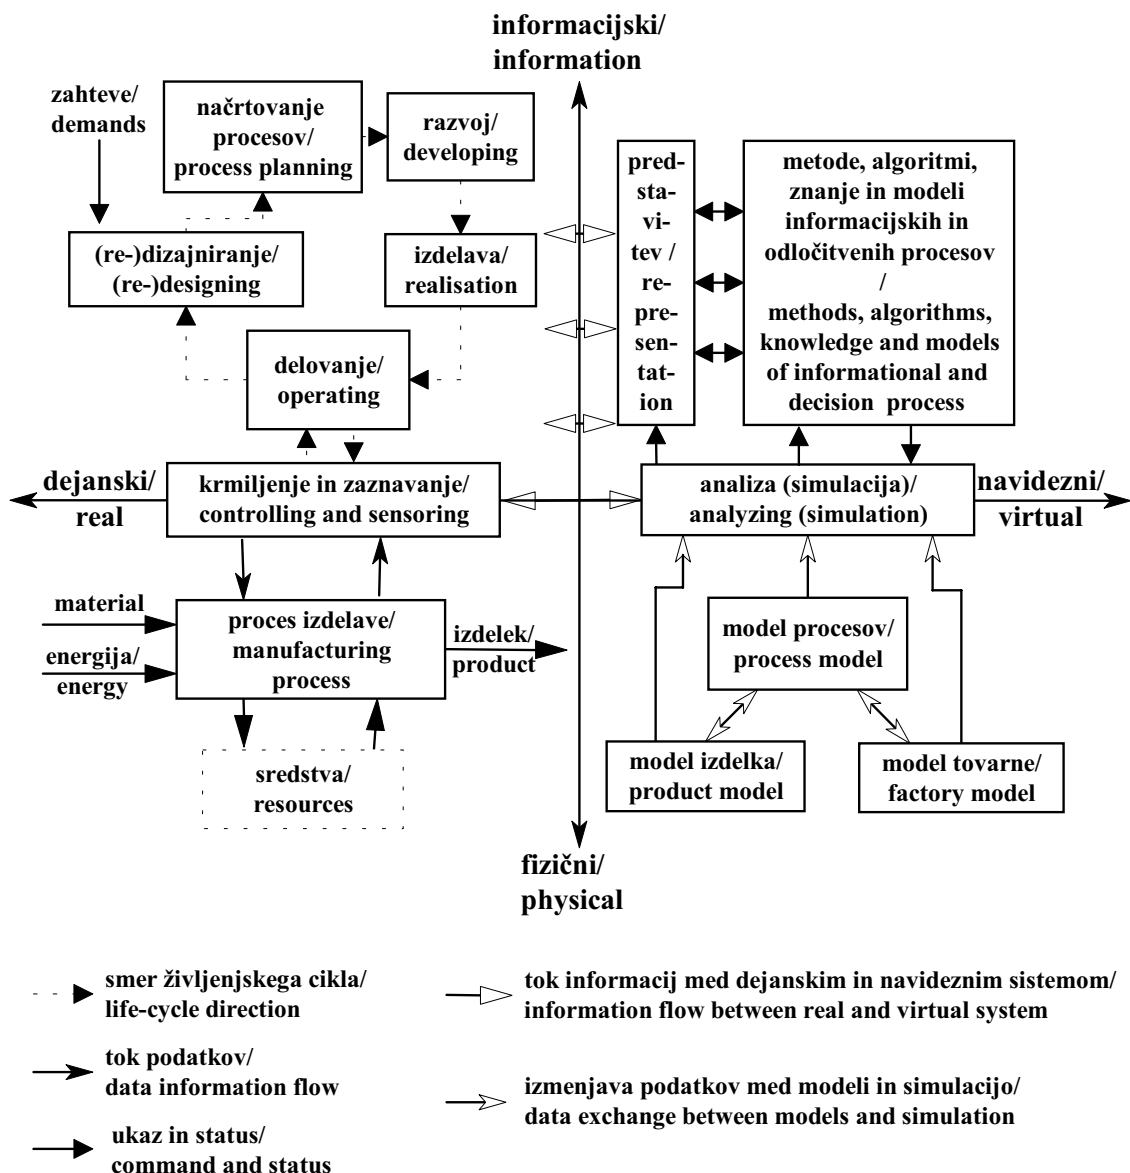 informacijski/
information
zahteve/
demands
načrtovanje
procesov/
process planning
razvoj/
developing
(re-)dizajniranje/
(re-)designing
izdelava/
realisation
delovanje/
operating
pred-
sta-
vi-
tev /
re-
pre-
sen-
tat-
ion
metode, algoritmi,
znanje in modeli
informacijskih in
odločitvenih procesov
/
methods, algorithms,
knowledge and models
of informational and
decision process
dejanski/
real
krmiljenje in zaznavanje/
controlling and sensoring
analiza (simulacija)/
analyzing (simulation)
navidezni/
virtual
material
energija/
energy
proces izdelave/
manufacturing
process
izdelek/
product
sredstva/
resources
model procesov/
process model
model izdelka/
product model
model tovarne/
factory model
fizični/
physical
smer življenjskega cikla/
life-cycle direction
tok podatkov/
data information flow
ukaz in status/
command and status
tok informacij med dejanskim in navideznim sistemom/
information flow between real and virtual system
izmenjava podatkov med modeli in simulacijo/
data exchange between models and simulation